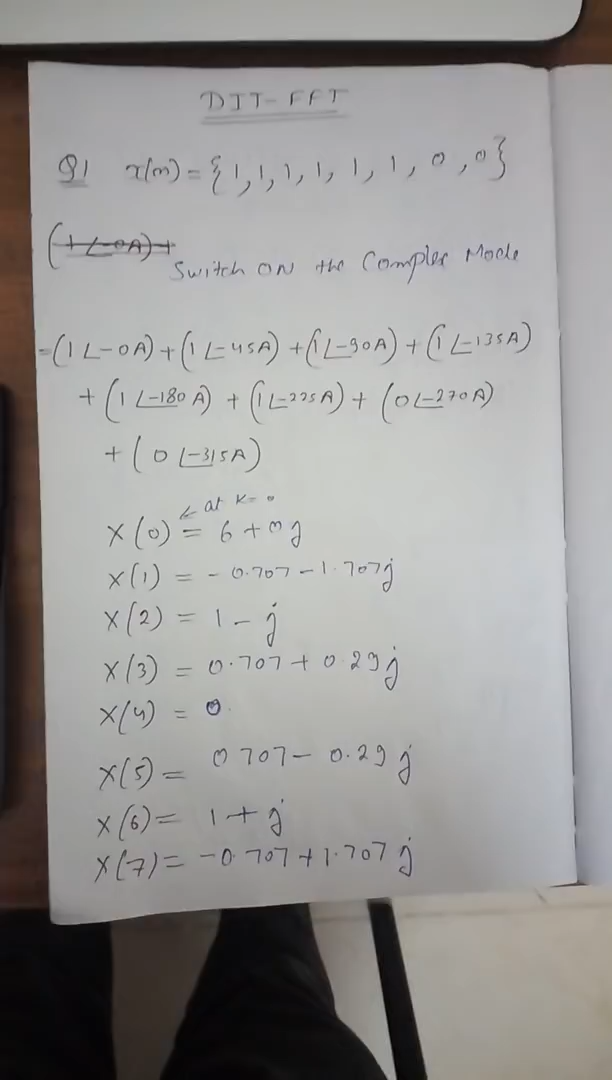 DIT-FFT
Q1 x(n) = {1, 1, 1, 1, 1, 1, 0, 0}
(1∠-0A)+
Switch ON the Complex Mode
=(1∠-0A)+(1∠-45A)+(1∠-90A)+(1∠-135A)
+(1∠-180A)+(1∠-225A)+(0∠-270A)
+(0∠-315A)
← at K=0
X(0) = 6+0j
X(1) = -0.707-1.707j
X(2) = 1-j
X(3) = 0.707+0.29j
X(4) = 0.
X(5) = 0.707-0.29j
X(6) = 1+j
X(7) = -0.707+1.707j